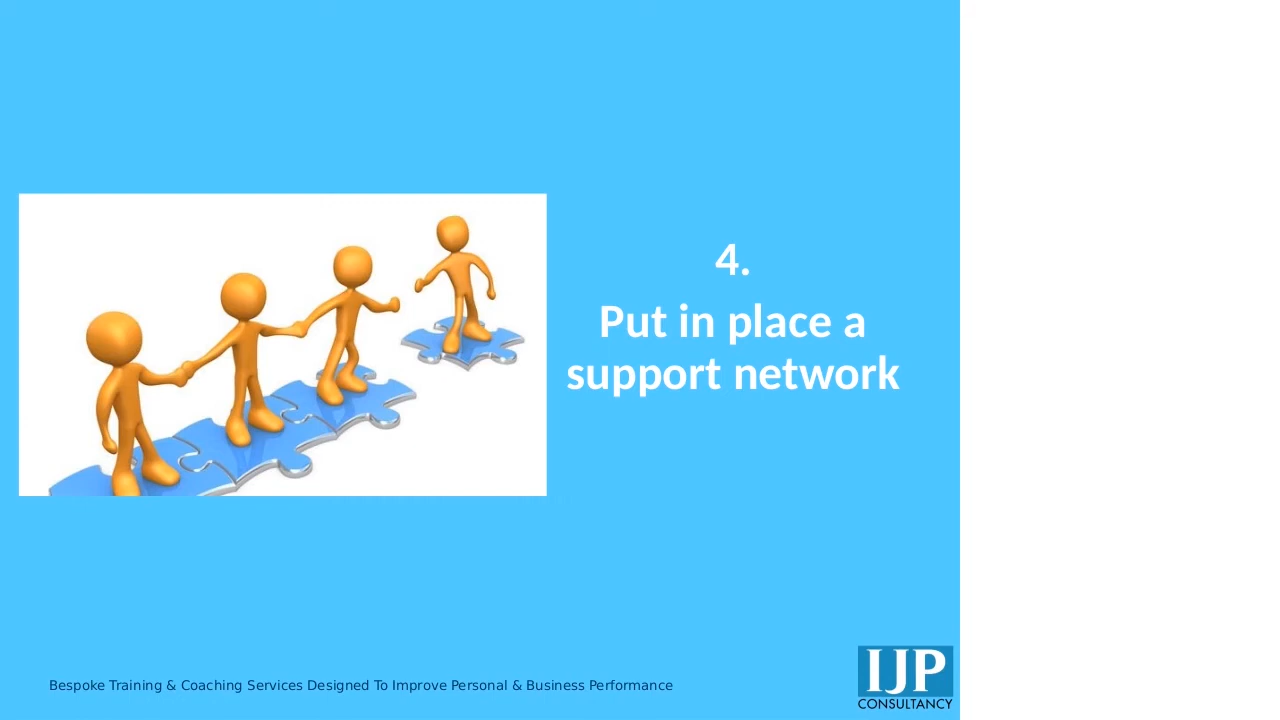 4.
Put in place a
support network
Bespoke Training & Coaching Services Designed To Improve Personal & Business Performance
IJP
CONSULTANCY